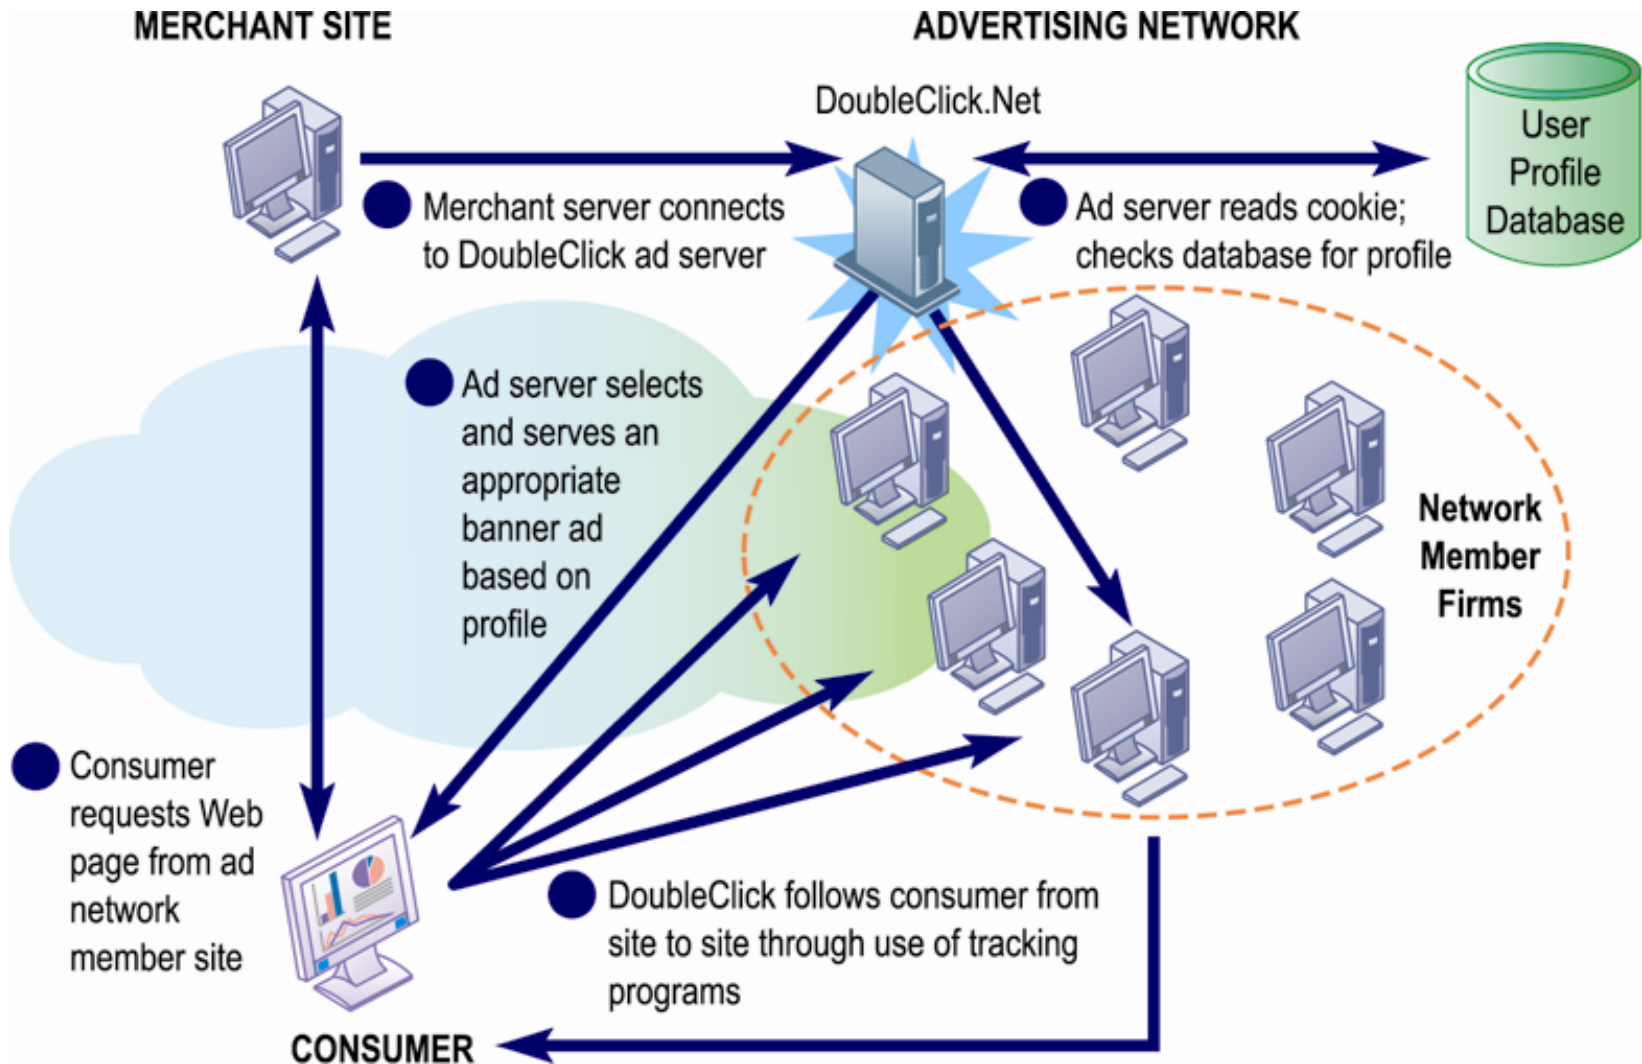 MERCHANT SITE
ADVERTISING NETWORK
DoubleClick.Net
User
Profile
Database
Merchant server connects
to DoubleClick ad server
Ad server reads cookie;
checks database for profile
Ad server selects
and serves an
appropriate
banner ad
based on
profile
Network
Member
Firms
Consumer
requests Web
page from ad
network
member site
DoubleClick follows consumer from
site to site through use of tracking
programs
CONSUMER